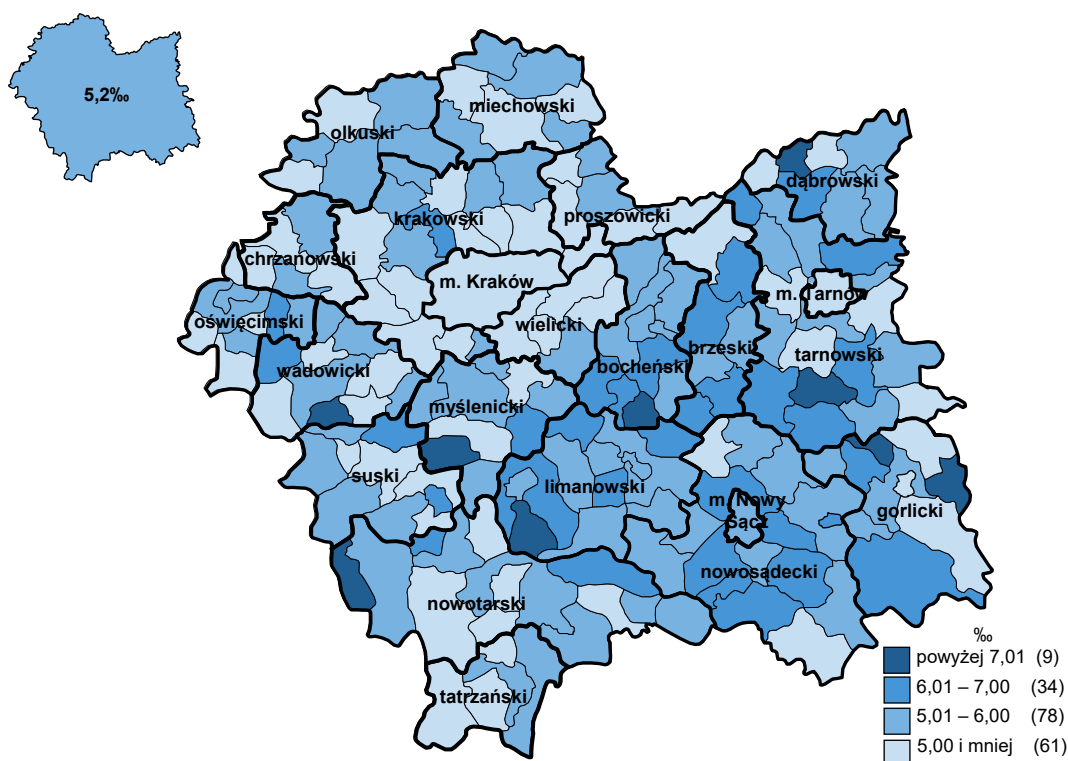 5,2‰
miechowski
olkuski
dąbrowski
krakowski
proszowicki
chrzanowski
m. Kraków
m. Tarnów
oświęcimski
wielicki
brzeski
tarnowski
wadowicki
bocheński
myślenicki
suski
limanowski
m. Nowy
Sącz
gorlicki
nowosądecki
nowotarski
tatrzański
‰
powyżej 7,01 (9)
6,01 – 7,00 (34)
5,01 – 6,00 (78)
5,00 i mniej (61)